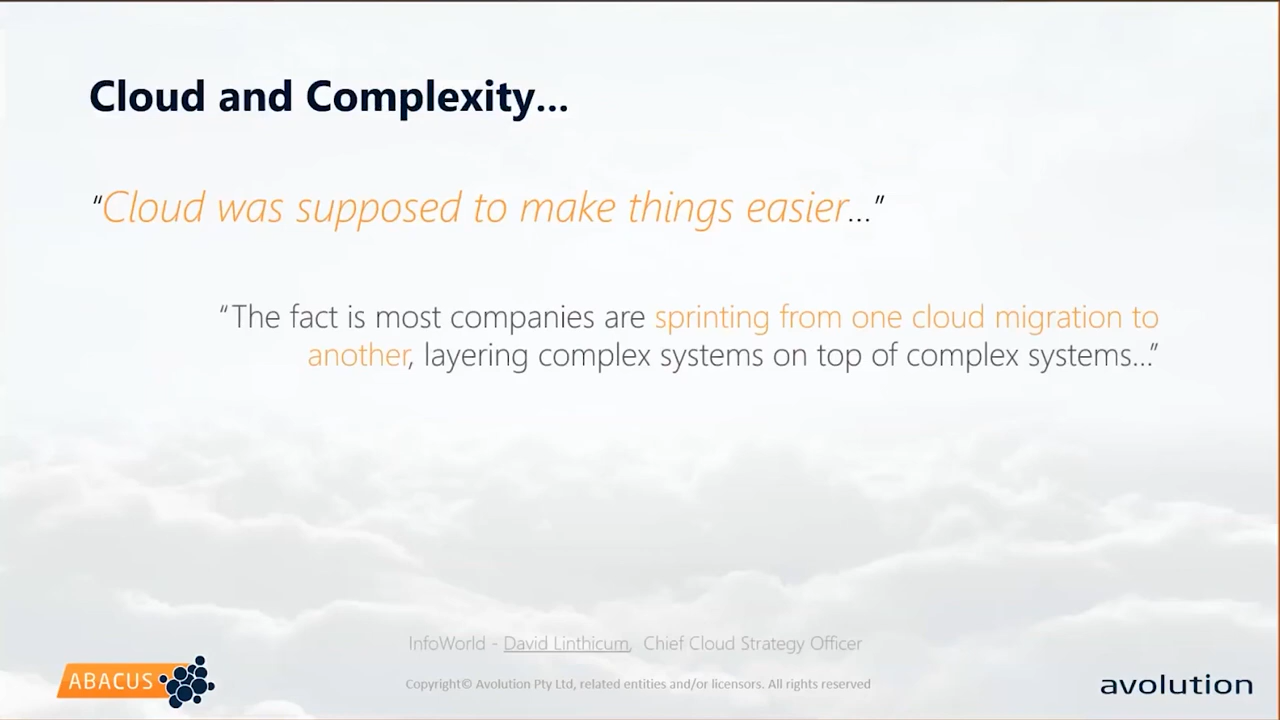 Cloud and Complexity...
“Cloud was supposed to make things easier...”
“The fact is most companies are sprinting from one cloud migration to
another, layering complex systems on top of complex systems...”
InfoWorld - David Linthicum, Chief Cloud Strategy Officer
ABACUS
Copyright© Avolution Pty Ltd, related entities and/or licensors. All rights reserved
avolution